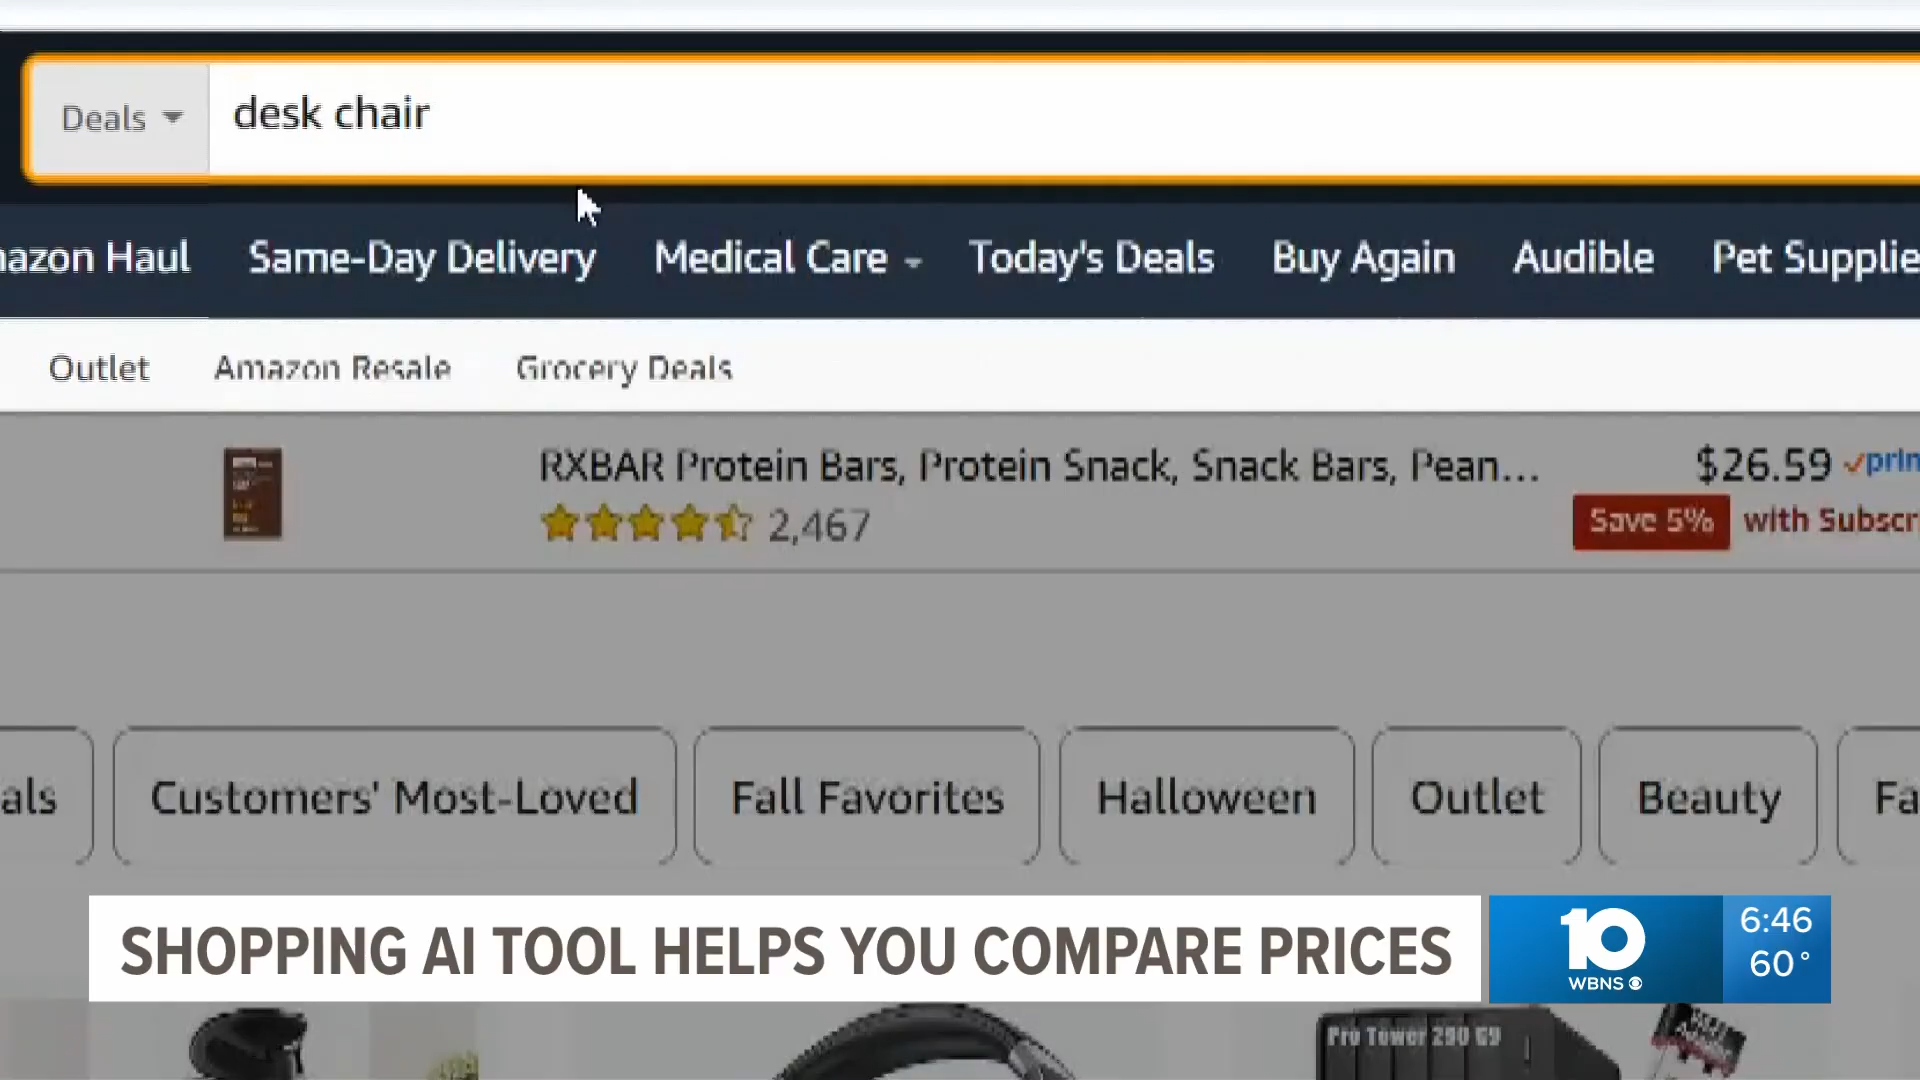 Deals
desk chair
mazon Haul
Same-Day Delivery
Medical Care
Today's Deals
Buy Again
Audible
Pet Supplie
Outlet
Amazon Resale
Grocery Deals
RXBAR Protein Bars, Protein Snack, Snack Bars, Pean...
$26.59
prin
2,467
Save 5%
with Subscr
als
Customers' Most-Loved
Fall Favorites
Halloween
Outlet
Beauty
Fa
SHOPPING AI TOOL HELPS YOU COMPARE PRICES
10
WBNS
6:46
60°
Pro Tower 290 G9